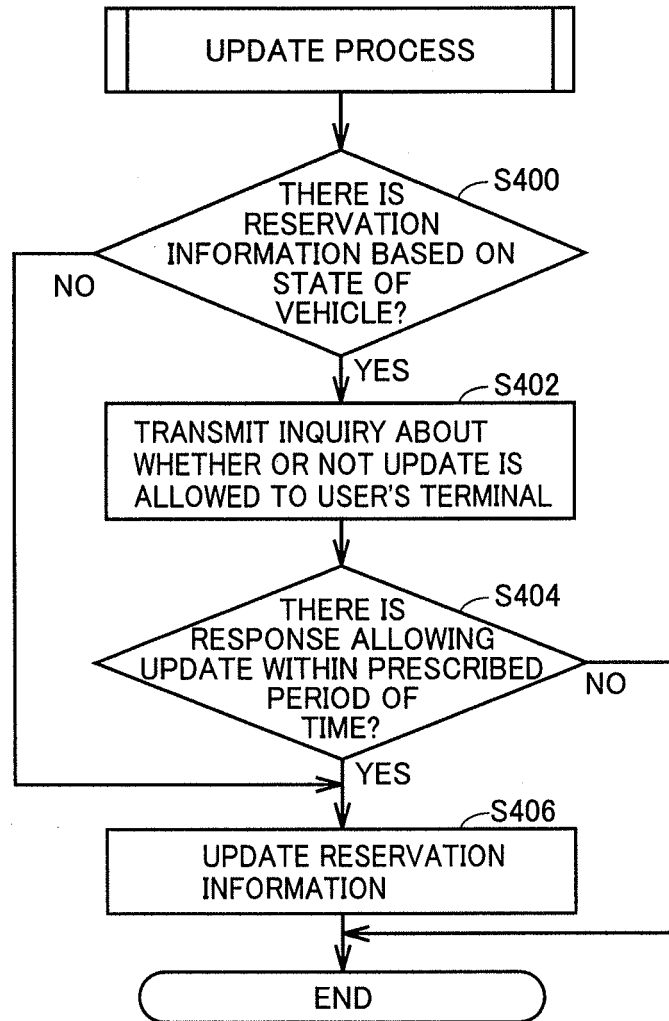 UPDATE PROCESS
S400
THERE IS
RESERVATION
INFORMATION BASED ON
STATE OF
VEHICLE?
NO
YES
S402
TRANSMIT INQUIRY ABOUT
WHETHER OR NOT UPDATE IS
ALLOWED TO USER'S TERMINAL
S404
THERE IS
RESPONSE ALLOWING
UPDATE WITHIN PRESCRIBED
PERIOD OF
TIME?
NO
YES
S406
UPDATE RESERVATION
INFORMATION
END